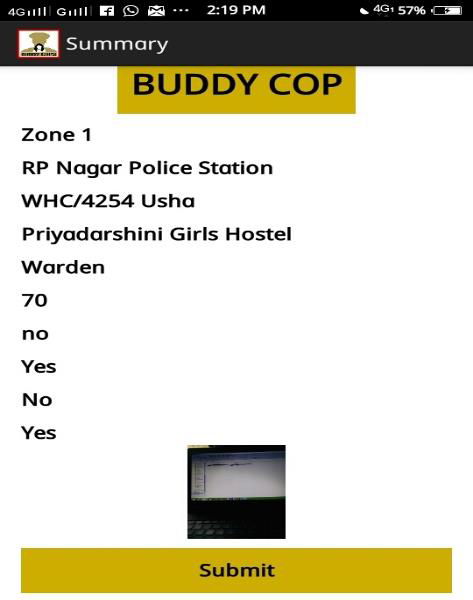 4G G 2:19 PM 4G 57%
Summary
BUDDY COP
Zone 1
RP Nagar Police Station
WHC/4254 Usha
Priyadarshini Girls Hostel
Warden
70
no
Yes
No
Yes
Submit